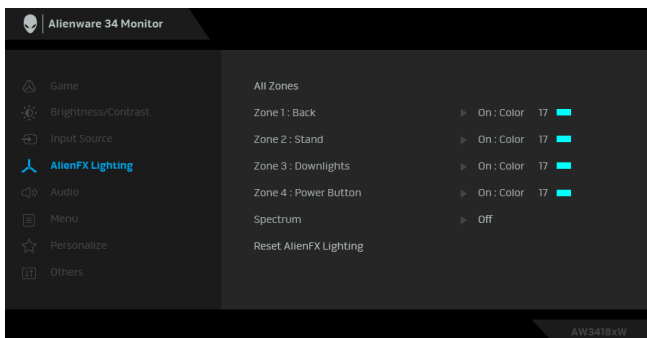 Alienware 34 Monitor
Game
Brightness/Contrast
Input Source
AlienFX Lighting
Audio
Menu
Personalize
Others
All Zones
Zone 1 : Back On : Color 17
Zone 2 : Stand On : Color 17
Zone 3 : Downlights On : Color 17
Zone 4 : Power Button On : Color 17
Spectrum Off
Reset AlienFX Lighting
AW3418xW